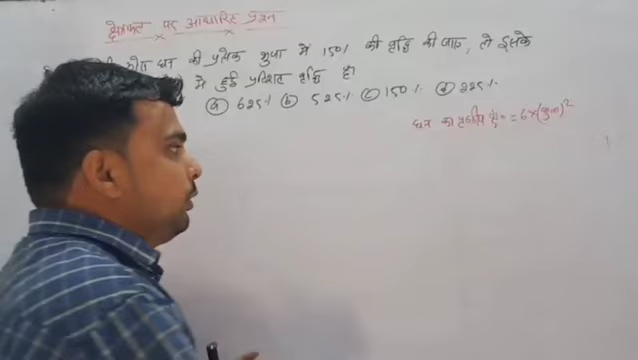 क्षेत्रफल पर आधारित प्रश्न
ठोस घन की प्रत्येक भुजा में 150% की वृद्धि की जाए, तो इसके
में हुई प्रतिशत वृद्धि है।
(a) 625% (b) 525% (c) 150% (d) 225%
घन का पृष्ठीय क्षे० = 6×(भुजा)²